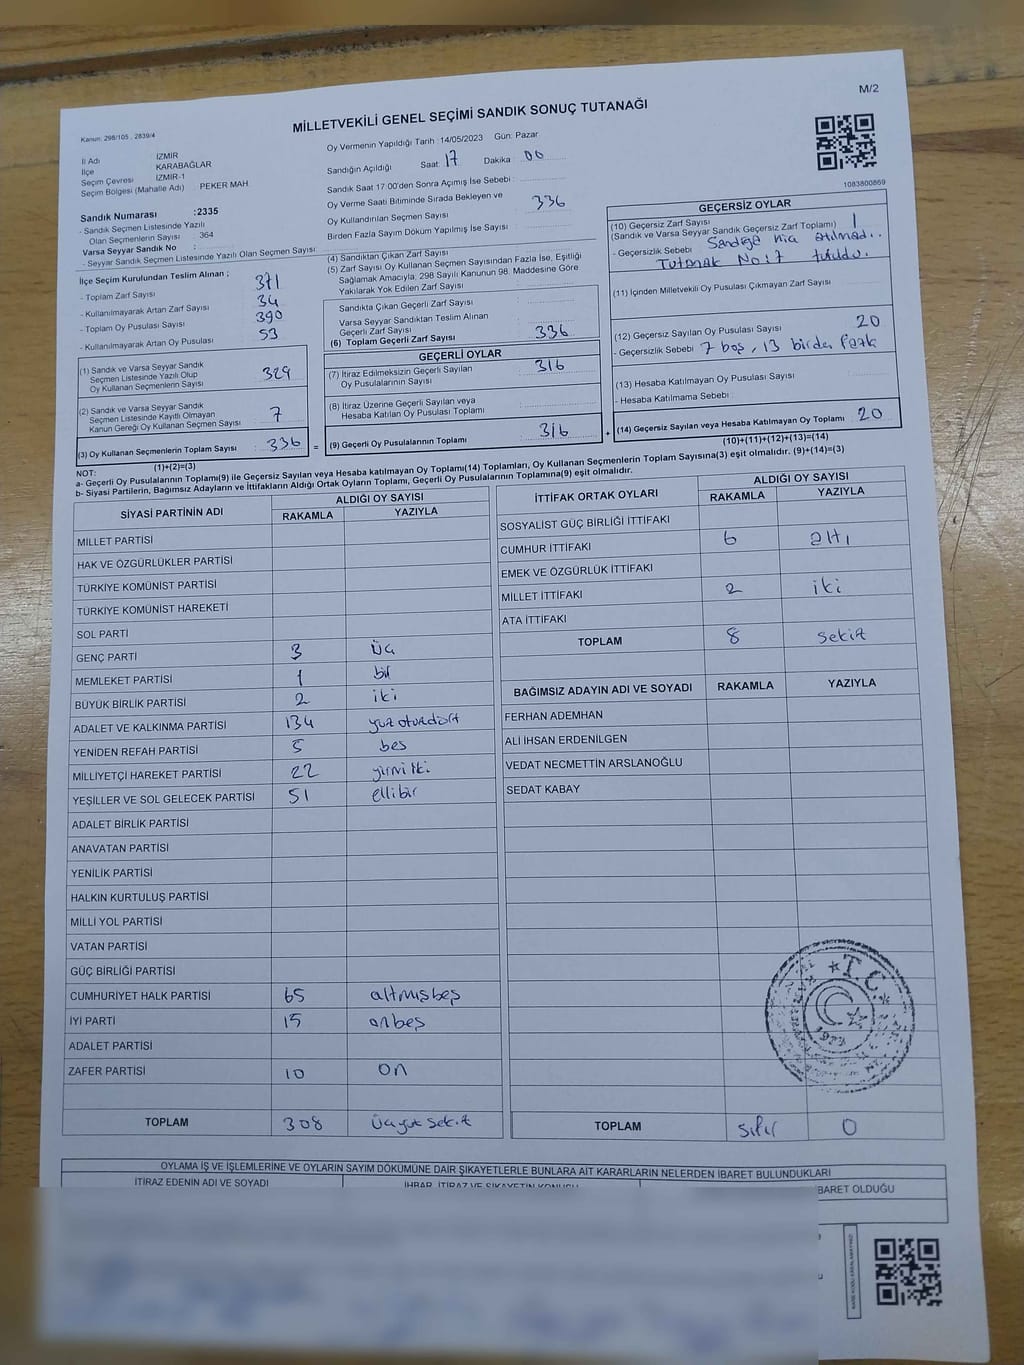 M/2
MİLLETVEKİLİ GENEL SEÇİMİ SANDIK SONUÇ TUTANAĞI
Kanun: 298/105 , 2839/4
İl Adı İZMİR
İlçe KARABAĞLAR
Seçim Çevresi İZMİR-1
Seçim Bölgesi (Mahalle Adı) PEKER MAH.
Sandık Numarası :2335
- Sandık Seçmen Listesinde Yazılı
Olan Seçmenlerin Sayısı : 364
Varsa Seyyar Sandık No :
- Seyyar Sandık Seçmen Listesinde Yazılı Olan Seçmen Sayısı:
Oy Vermenin Yapıldığı Tarih :14/05/2023 Gün: Pazar
Sandığın Açıldığı Saat 17 Dakika : 00
Sandık Saat 17 00'den Sonra Açımış İse Sebebi :
Oy Verme Saati Bitiminde Sırada Bekleyen ve
Oy Kullandırılan Seçmen Sayısı : 336
Birden Fazla Sayım Döküm Yapılmış İse Sayısı :
1083800869
İlçe Seçim Kurulundan Teslim Alınan ;
- Toplam Zarf Sayısı 371
- Kullanılmayarak Artan Zarf Sayısı 34
- Toplam Oy Pusulası Sayısı 390
- Kullanılmayarak Artan Oy Pusulası 53
(1) Sandık ve Varsa Seyyar Sandık
Seçmen Listesinde Yazılı Olup
Oy Kullanan Seçmenlerin Sayısı : 329
(2) Sandık ve Varsa Seyyar Sandık
Seçmen Listesinde Kayıtlı Olmayan
Kanun Gereği Oy Kullanan Seçmen Sayısı : 7
(3) Oy Kullanan Seçmenlerin Toplam Sayısı : 336
(1)+(2)=(3)
(4) Sandıktan Çıkan Zarf Sayısı
(5) Zarf Sayısı Oy Kullanan Seçmen Sayısından Fazla İse, Eşitliği
Sağlamak Amacıyla, 298 Sayılı Kanunun 98. Maddesine Göre
Yakılarak Yok Edilen Zarf Sayısı :
Sandıkta Çıkan Geçerli Zarf Sayısı :
Varsa Seyyar Sandıktan Teslim Alınan
Geçerli Zarf Sayısı
(6) Toplam Geçerli Zarf Sayısı : 336
GEÇERLİ OYLAR
(7) İtiraz Edilmeksizin Geçerli Sayılan
Oy Pusulalarının Sayısı : 316
(8) İtiraz Üzerine Geçerli Sayılan veya
Hesaba Katılan Oy Pusulası Toplamı :
= (9) Geçerli Oy Pusulalarının Toplamı : 316
GEÇERSİZ OYLAR
(10) Geçersiz Zarf Sayısı 1
(Sandık ve Varsa Seyyar Sandık Geçersiz Zarf Toplamı) :
- Geçersizlik Sebebi : Sandığa hiç atılmadı.
Tutanak No:7 tutuldu.
(11) İçinden Milletvekili Oy Pusulası Çıkmayan Zarf Sayısı :
(12) Geçersiz Sayılan Oy Pusulası Sayısı : 20
- Geçersizlik Sebebi : 7 boş, 13 birden fazla
(13) Hesaba Katılmayan Oy Pusulası Sayısı :
- Hesaba Katılmama Sebebi :
+ (14) Geçersiz Sayılan veya Hesaba Katılmayan Oy Toplamı : 20
(10)+(11)+(12)+(13)=(14)
NOT:
a- Geçerli Oy Pusulalarının Toplamı(9) ile Geçersiz Sayılan veya Hesaba katılmayan Oy Toplamı(14) Toplamları, Oy Kullanan Seçmenlerin Toplam Sayısına(3) eşit olmalıdır. (9)+(14)=(3)
b- Siyasi Partilerin, Bağımsız Adayların ve İttifakların Aldığı Ortak Oyların Toplamı, Geçerli Oy Pusulalarının Toplamına(9) eşit olmalıdır.
SİYASİ PARTİNİN ADI ALDIĞI OY SAYISI
RAKAMLA YAZIYLA
MİLLET PARTİSİ
HAK VE ÖZGÜRLÜKLER PARTİSİ
TÜRKİYE KOMÜNİST PARTİSİ
TÜRKİYE KOMÜNİST HAREKETİ
SOL PARTİ
GENÇ PARTİ 3 üç
MEMLEKET PARTİSİ 1 bir
BÜYÜK BİRLİK PARTİSİ 2 iki
ADALET VE KALKINMA PARTİSİ 134 yüz otuzdört
YENİDEN REFAH PARTİSİ 5 beş
MİLLİYETÇİ HAREKET PARTİSİ 22 yirmi iki
YEŞİLLER VE SOL GELECEK PARTİSİ 51 ellibir
ADALET BİRLİK PARTİSİ
ANAVATAN PARTİSİ
YENİLİK PARTİSİ
HALKIN KURTULUŞ PARTİSİ
MİLLİ YOL PARTİSİ
VATAN PARTİSİ
GÜÇ BİRLİĞİ PARTİSİ
CUMHURİYET HALK PARTİSİ 65 altmışbeş
İYİ PARTİ 15 onbeş
ADALET PARTİSİ
ZAFER PARTİSİ 10 on
TOPLAM 308 üçyüz sekiz
İTTİFAK ORTAK OYLARI ALDIĞI OY SAYISI
RAKAMLA YAZIYLA
SOSYALİST GÜÇ BİRLİĞİ İTTİFAKI
CUMHUR İTTİFAKI 6 altı
EMEK VE ÖZGÜRLÜK İTTİFAKI
MİLLET İTTİFAKI 2 iki
ATA İTTİFAKI
TOPLAM 8 sekiz
BAĞIMSIZ ADAYIN ADI VE SOYADI RAKAMLA YAZIYLA
FERHAN ADEMHAN
ALİ İHSAN ERDENİLGEN
VEDAT NECMETTİN ARSLANOĞLU
SEDAT KABAY
T.C.
TOPLAM sıfır 0
OYLAMA İŞ VE İŞLEMLERİNE VE OYLARIN SAYIM DÖKÜMÜNE DAİR ŞİKAYETLERLE BUNLARA AİT KARARLARIN NELERDEN İBARET BULUNDUKLARI
İTİRAZ EDENİN ADI VE SOYADI İHBAR, İTİRAZ VE ŞİKAYETİN KONUSU BARET OLDUĞU